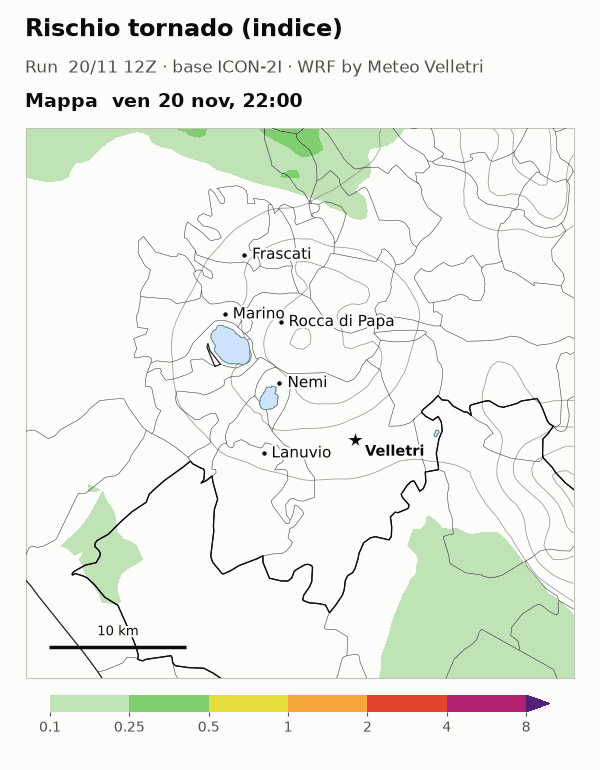 Rischio tornado (indice)
Run  20/11 12Z · base ICON-2I · WRF by Meteo Velletri
Mappa  ven 20 nov, 22:00
Frascati
Marino
Rocca di Papa
Nemi
Velletri
Lanuvio
10 km
0.1 0.25 0.5 1 2 4 8